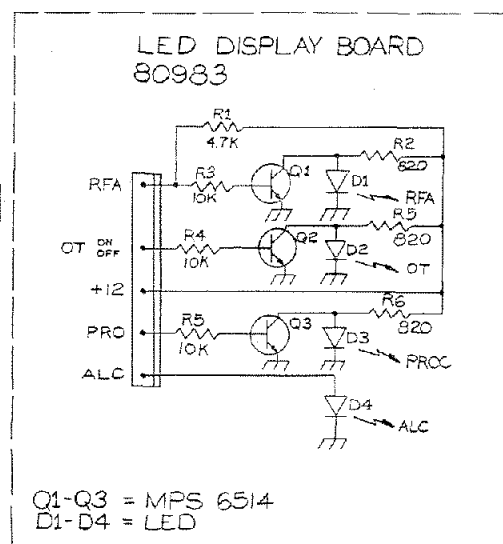 LED DISPLAY BOARD
80983
R1
4.7K
R2
820
RFA
R3
10K
Q1
D1
RFA
OT ON OFF
R4
10K
Q2
D2
R5
820
OT
+12
R6
820
PRO
R5
10K
Q3
D3
PROC
ALC
D4
ALC
Q1-Q3 = MPS 6514
D1-D4 = LED